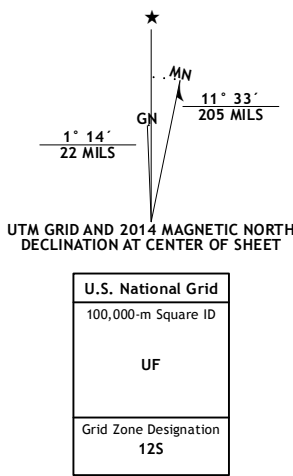 ★
MN
GN
11° 33´
205 MILS
1° 14´
22 MILS
UTM GRID AND 2014 MAGNETIC NORTH
DECLINATION AT CENTER OF SHEET
U.S. National Grid
100,000-m Square ID
UF
Grid Zone Designation
12S